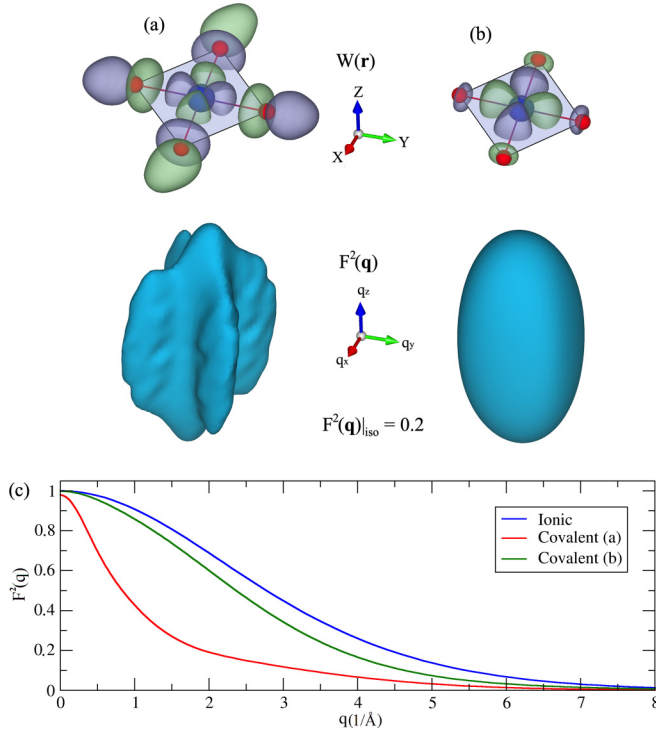 (a)
(b)
W(r)
Z
X
Y
F²(q)
q_z
q_x
q_y
F²(q)|_iso = 0.2
(c)
F²(q)
1
0.8
0.6
0.4
0.2
0
Ionic
Covalent (a)
Covalent (b)
0 1 2 3 4 5 6 7 8
q(1/Å)